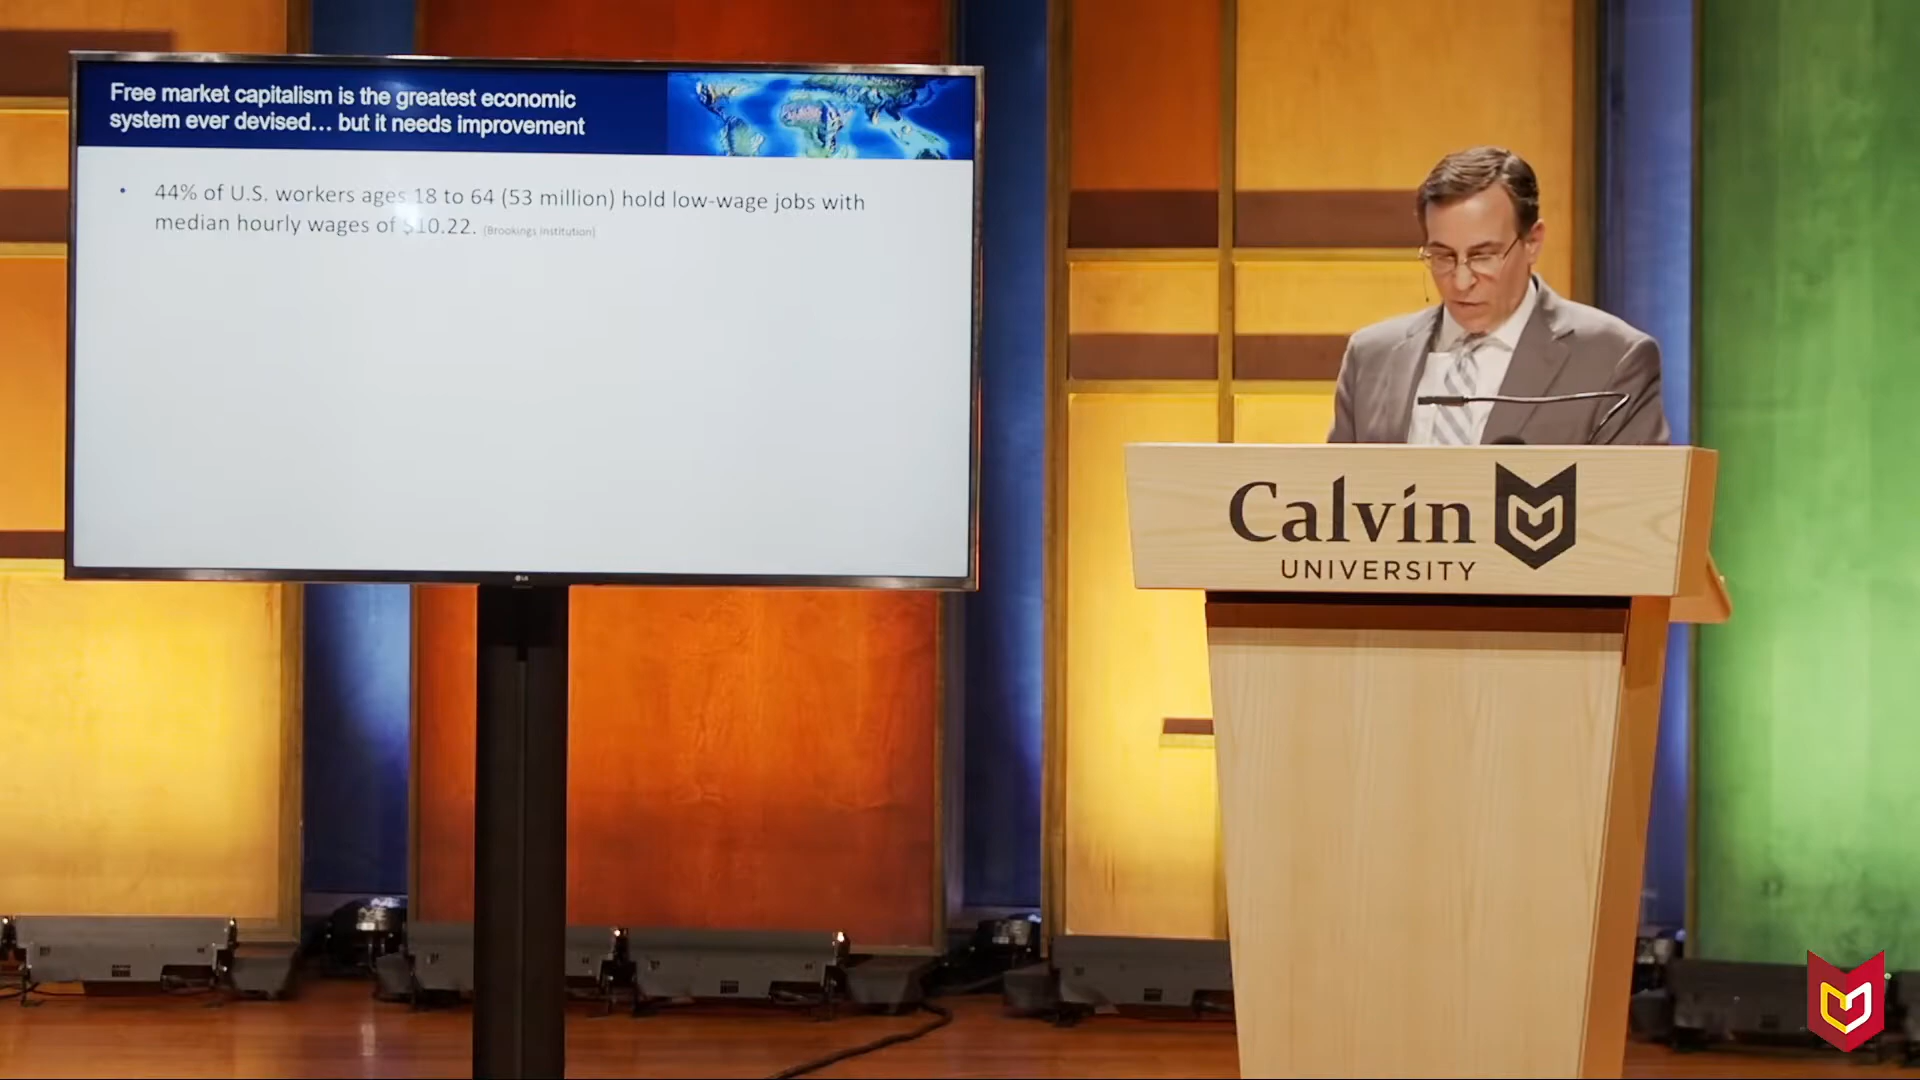 Free market capitalism is the greatest economic
system ever devised... but it needs improvement
• 44% of U.S. workers ages 18 to 64 (53 million) hold low-wage jobs with
median hourly wages of $10.22. (Brookings Institution)
LG
Calvin
UNIVERSITY